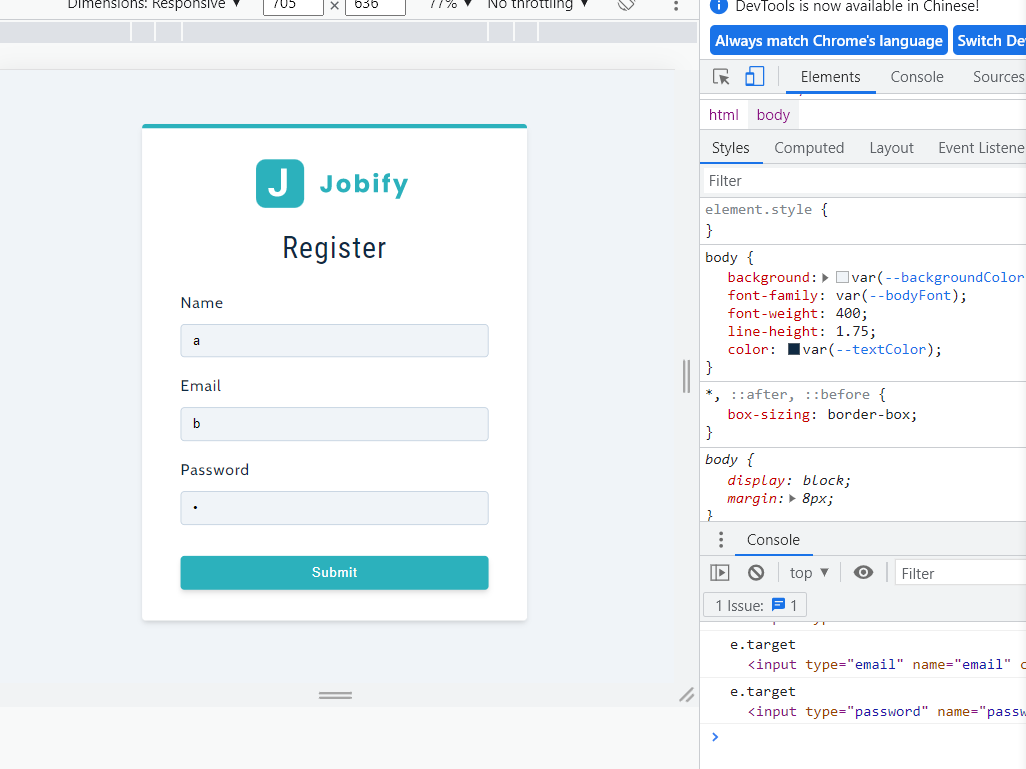 Dimensions: Responsive ▼ 705 × 636 77% ▼ No throttling ▼
DevTools is now available in Chinese!
Always match Chrome's language Switch De
Elements Console Sources
html body
Styles Computed Layout Event Listene
Filter
element.style {
}
body {
background: ▶ var(--backgroundColor
font-family: var(--bodyFont);
font-weight: 400;
line-height: 1.75;
color: var(--textColor);
}
*, ::after, ::before {
box-sizing: border-box;
}
body {
display: block;
margin: ▶ 8px;
}
J Jobify
Register
Name
a
Email
b
Password
•
Submit
Console
top ▼ Filter
1 Issue: 1
e.target
<input type="email" name="email" c
e.target
<input type="password" name="passw
>